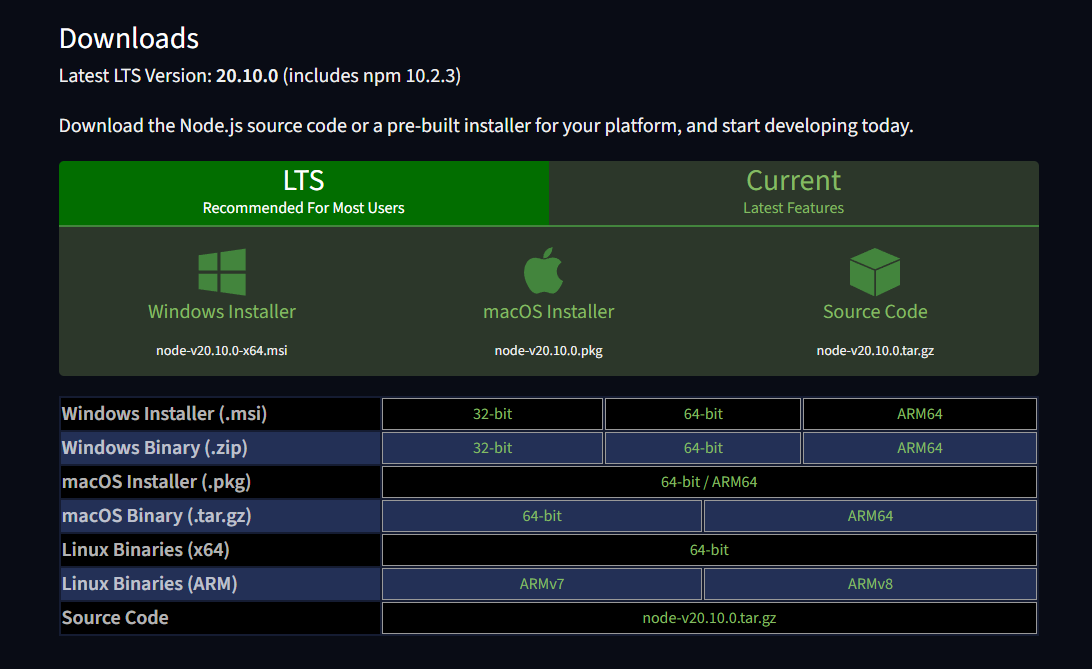 Downloads
Latest LTS Version: 20.10.0 (includes npm 10.2.3)
Download the Node.js source code or a pre-built installer for your platform, and start developing today.
LTS
Recommended For Most Users
Current
Latest Features
Windows Installer
node-v20.10.0-x64.msi
macOS Installer
node-v20.10.0.pkg
Source Code
node-v20.10.0.tar.gz
Windows Installer (.msi) 32-bit 64-bit ARM64
Windows Binary (.zip) 32-bit 64-bit ARM64
macOS Installer (.pkg) 64-bit / ARM64
macOS Binary (.tar.gz) 64-bit ARM64
Linux Binaries (x64) 64-bit
Linux Binaries (ARM) ARMv7 ARMv8
Source Code node-v20.10.0.tar.gz